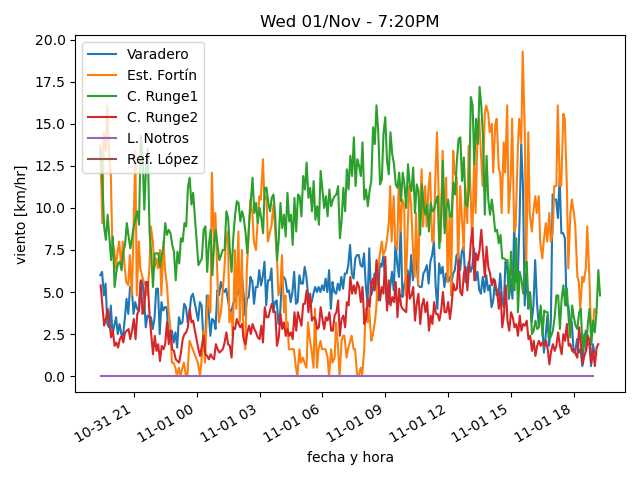 Wed 01/Nov - 7:20PM
20.0
17.5
15.0
12.5
10.0
7.5
5.0
2.5
0.0
viento [km/hr]
Varadero
Est. Fortín
C. Runge1
C. Runge2
L. Notros
Ref. López
10-31 21
11-01 00
11-01 03
11-01 06
11-01 09
11-01 12
11-01 15
11-01 18
fecha y hora